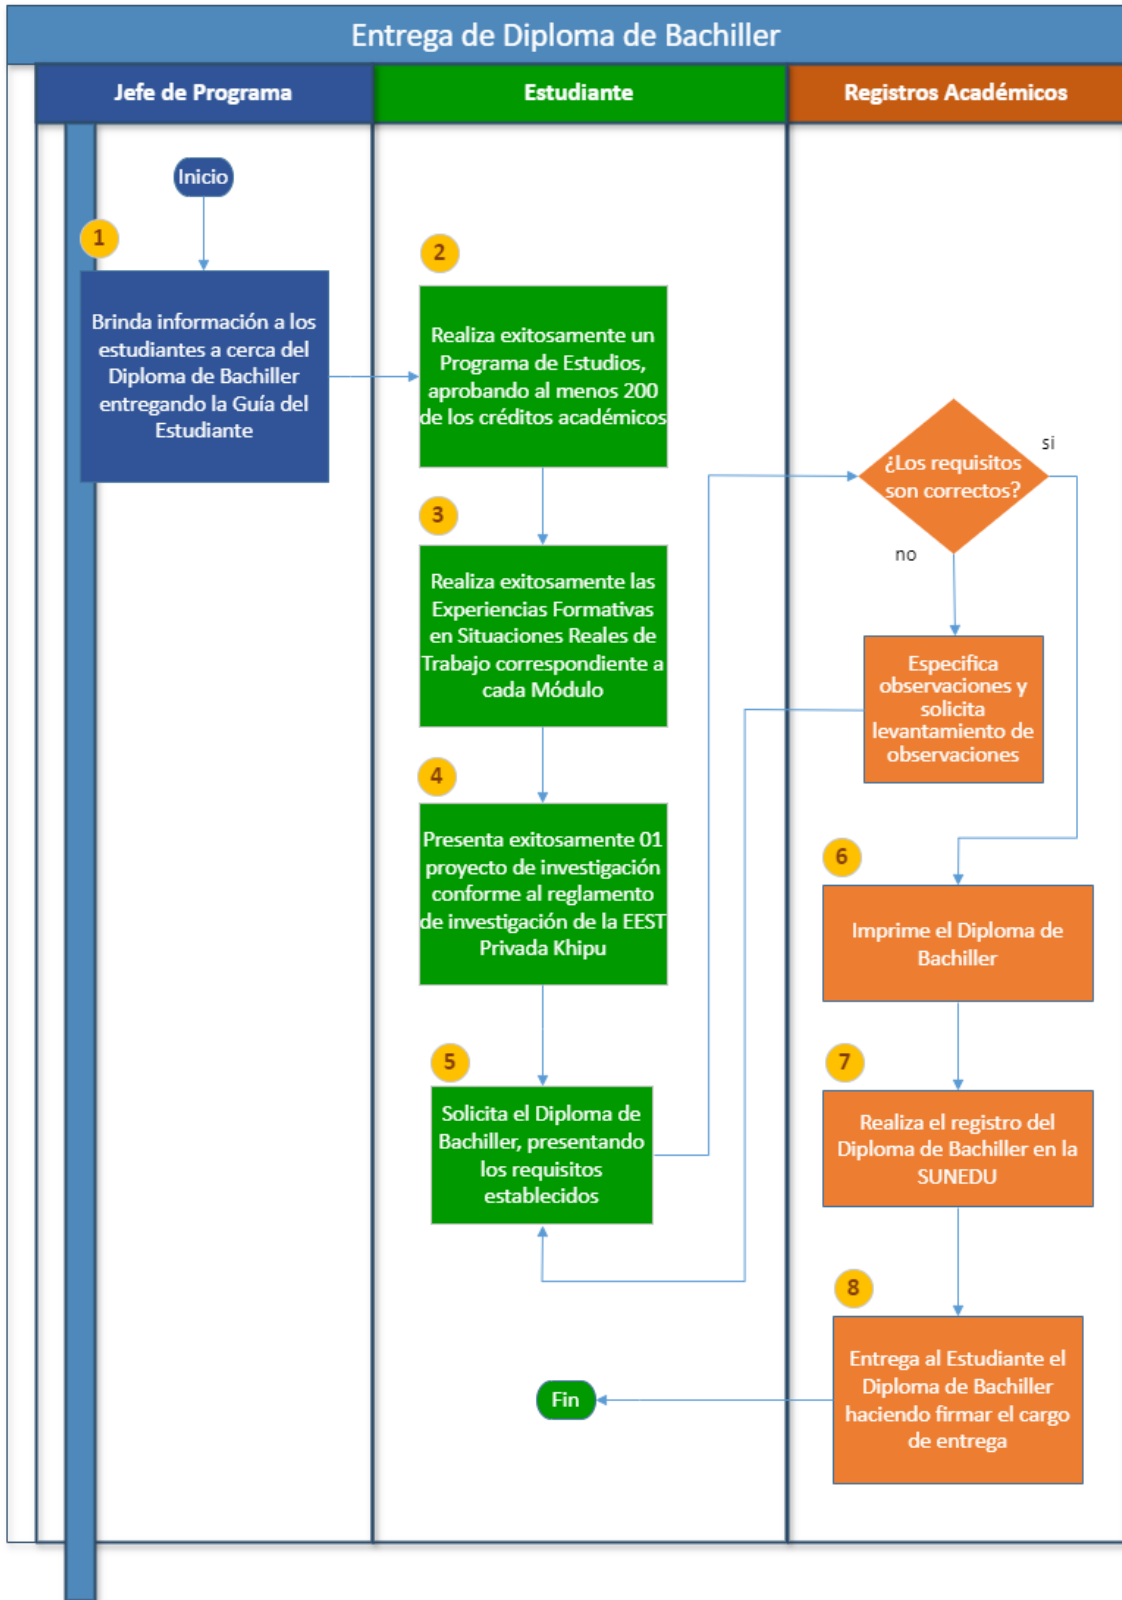 Entrega de Diploma de Bachiller
Jefe de Programa
Estudiante
Registros Académicos
Inicio
1
Brinda información a los
estudiantes a cerca del
Diploma de Bachiller
entregando la Guía del
Estudiante
2
Realiza exitosamente un
Programa de Estudios,
aprobando al menos 200
de los créditos académicos
3
Realiza exitosamente las
Experiencias Formativas
en Situaciones Reales de
Trabajo correspondiente a
cada Módulo
4
Presenta exitosamente 01
proyecto de investigación
conforme al reglamento
de investigación de la EEST
Privada Khipu
5
Solicita el Diploma de
Bachiller, presentando
los requisitos
establecidos
¿Los requisitos
son correctos?
si
no
Especifica
observaciones y
solicita
levantamiento de
observaciones
6
Imprime el Diploma de
Bachiller
7
Realiza el registro del
Diploma de Bachiller en la
SUNEDU
8
Entrega al Estudiante el
Diploma de Bachiller
haciendo firmar el cargo
de entrega
Fin